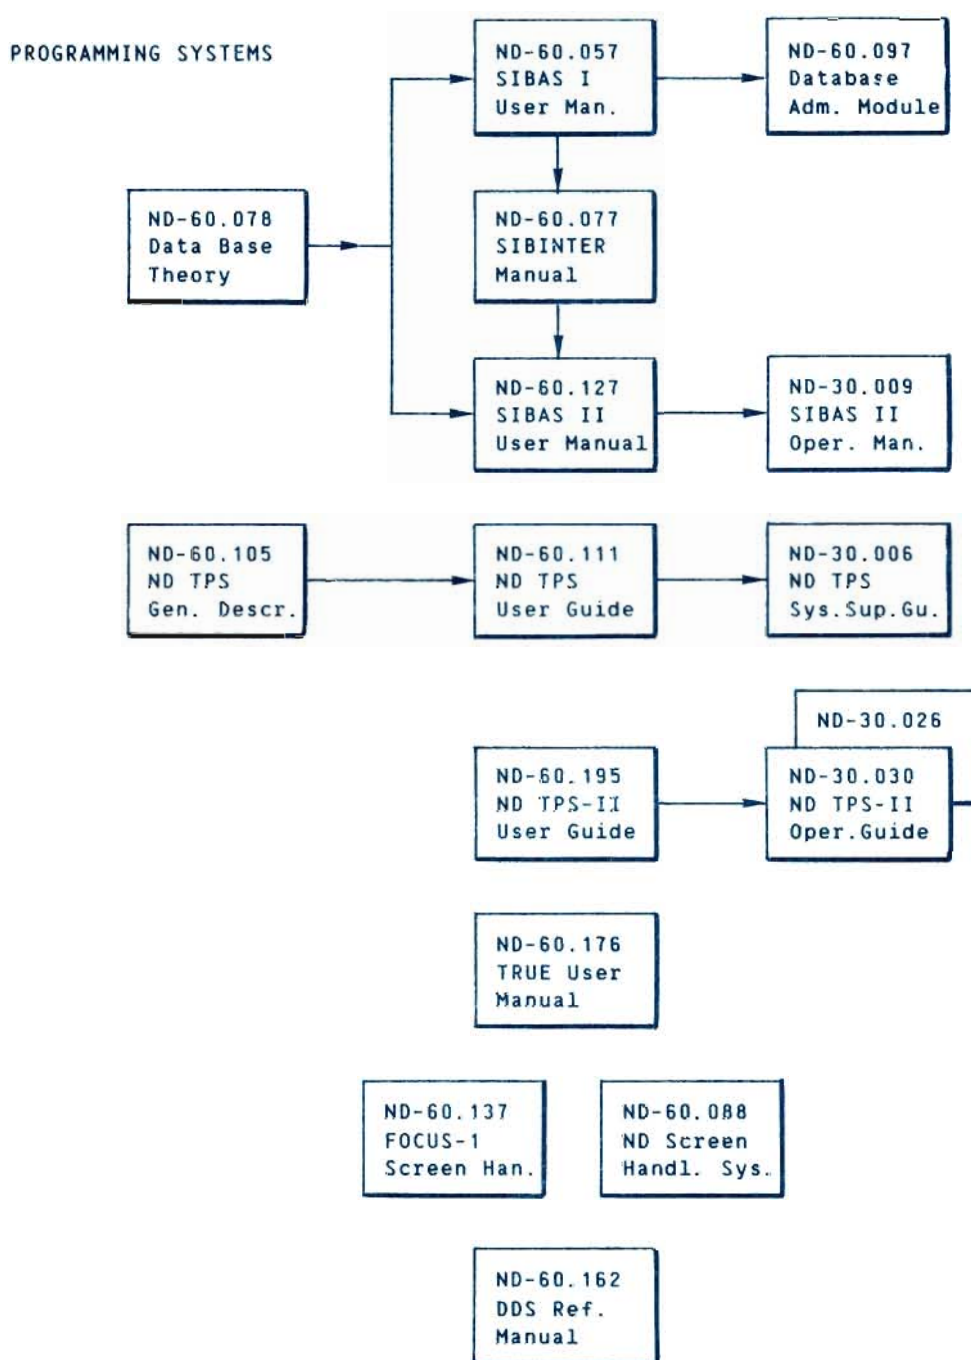 PROGRAMMING SYSTEMS
ND-60.057
SIBAS I
User Man.
ND-60.097
Database
Adm. Module
ND-60.078
Data Base
Theory
ND-60.077
SIBINTER
Manual
ND-60.127
SIBAS II
User Manual
ND-30.009
SIBAS II
Oper. Man.
ND-60.105
ND TPS
Gen. Descr.
ND-60.111
ND TPS
User Guide
ND-30.006
ND TPS
Sys.Sup.Gu.
ND-30.026
ND-60.195
ND TPS-II
User Guide
ND-30.030
ND TPS-II
Oper.Guide
ND-60.176
TRUE User
Manual
ND-60.137
FOCUS-1
Screen Han.
ND-60.088
ND Screen
Handl. Sys.
ND-60.162
DDS Ref.
Manual